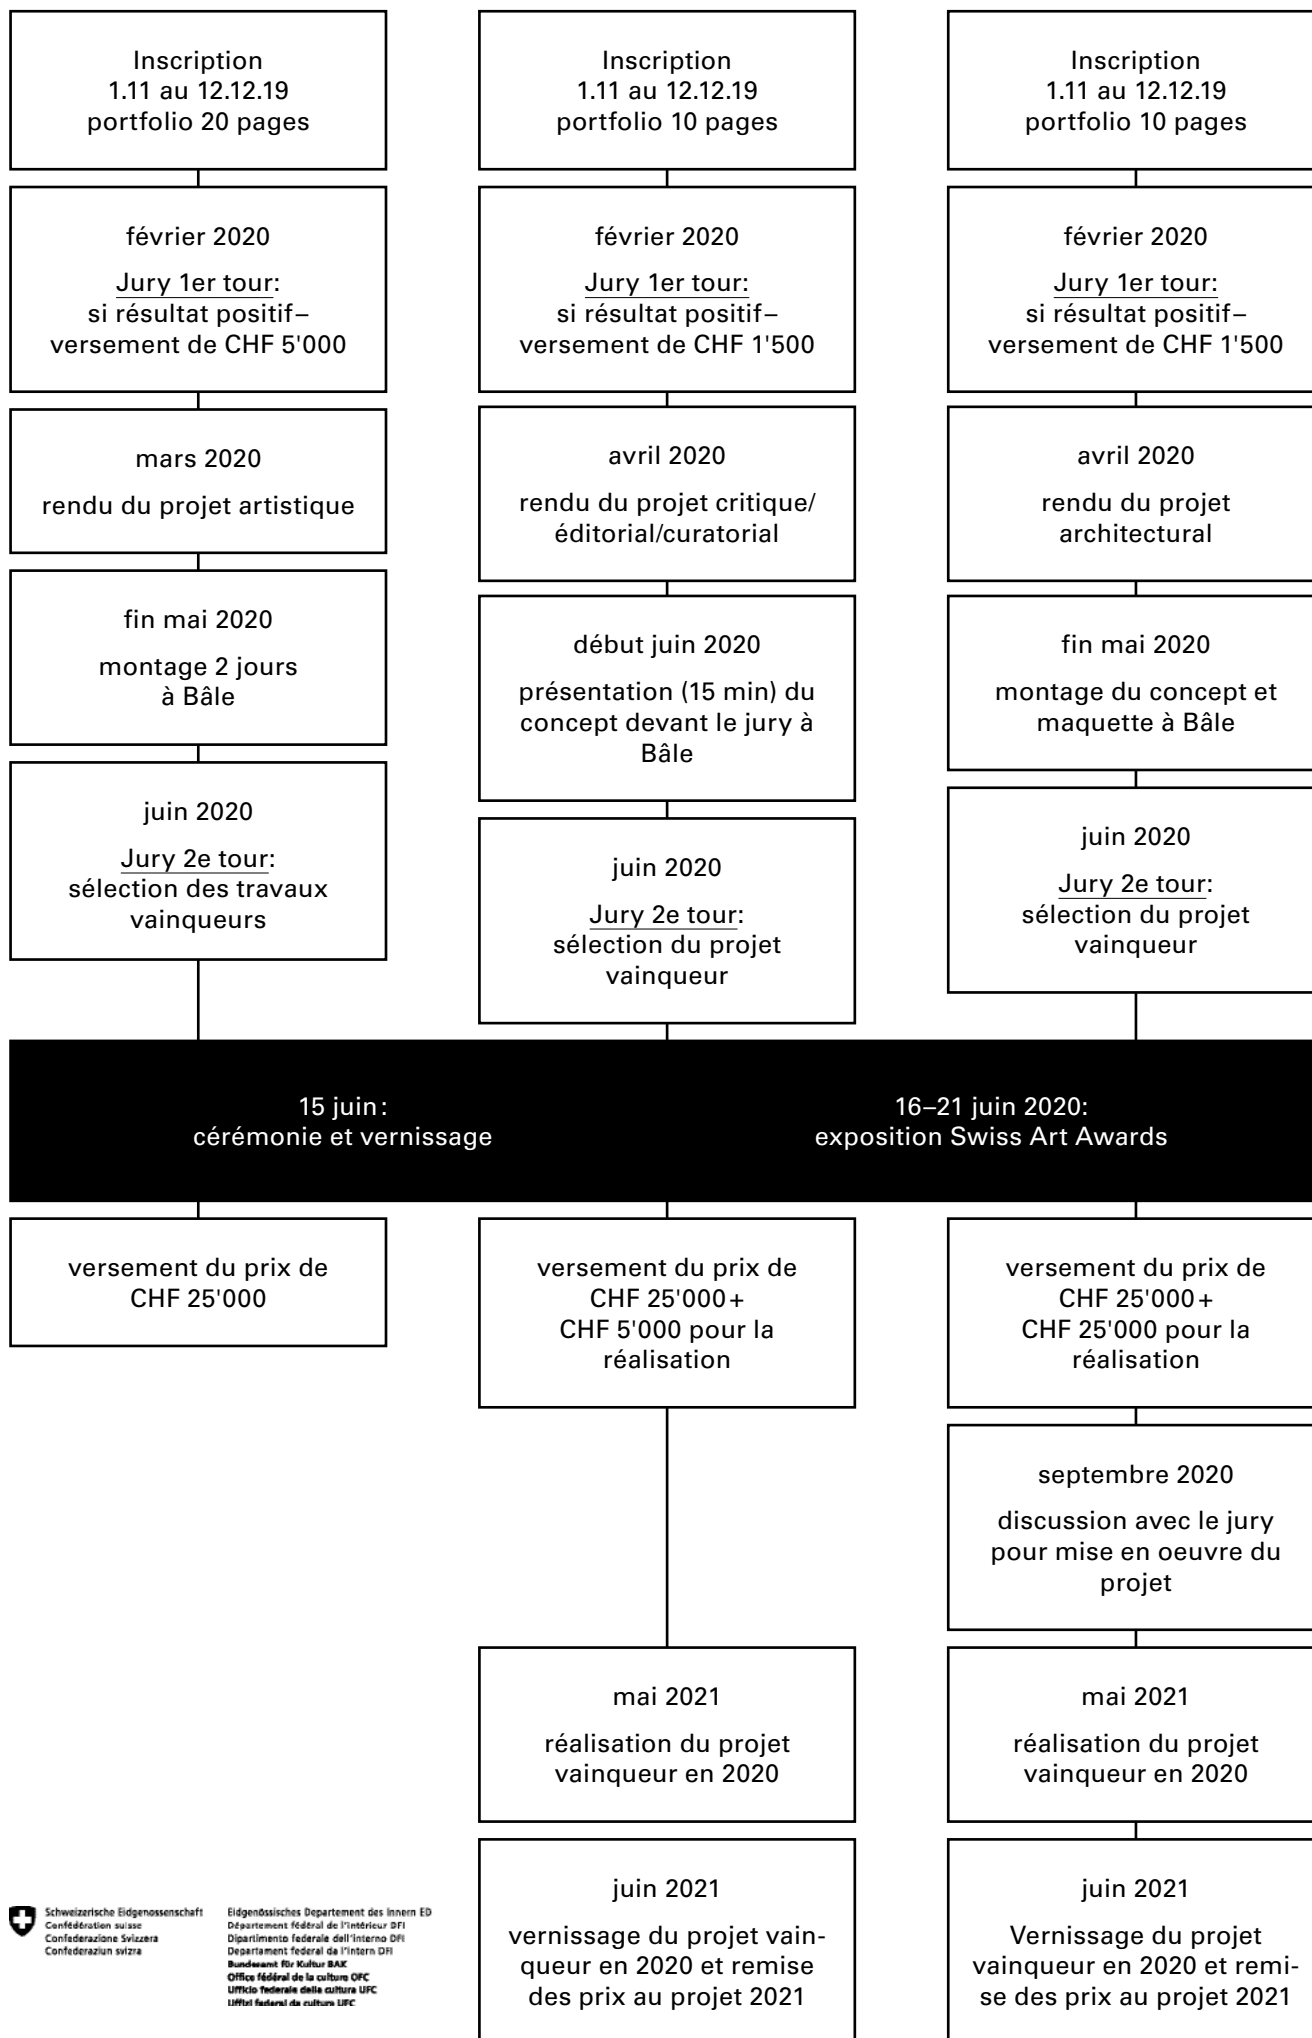 Inscription
1.11 au 12.12.19
portfolio 20 pages
février 2020
Jury 1er tour:
si résultat positif–
versement de CHF 5'000
mars 2020
rendu du projet artistique
fin mai 2020
montage 2 jours
à Bâle
juin 2020
Jury 2e tour:
sélection des travaux
vainqueurs
Inscription
1.11 au 12.12.19
portfolio 10 pages
février 2020
Jury 1er tour:
si résultat positif–
versement de CHF 1'500
avril 2020
rendu du projet critique/
éditorial/curatorial
début juin 2020
présentation (15 min) du
concept devant le jury à
Bâle
juin 2020
Jury 2e tour:
sélection du projet
vainqueur
Inscription
1.11 au 12.12.19
portfolio 10 pages
février 2020
Jury 1er tour:
si résultat positif–
versement de CHF 1'500
avril 2020
rendu du projet
architectural
fin mai 2020
montage du concept et
maquette à Bâle
juin 2020
Jury 2e tour:
sélection du projet
vainqueur
15 juin:
cérémonie et vernissage
16–21 juin 2020:
exposition Swiss Art Awards
versement du prix de
CHF 25'000
versement du prix de
CHF 25'000+
CHF 5'000 pour la
réalisation
mai 2021
réalisation du projet
vainqueur en 2020
juin 2021
vernissage du projet vain-
queur en 2020 et remise
des prix au projet 2021
versement du prix de
CHF 25'000+
CHF 25'000 pour la
réalisation
septembre 2020
discussion avec le jury
pour mise en oeuvre du
projet
mai 2021
réalisation du projet
vainqueur en 2020
juin 2021
Vernissage du projet
vainqueur en 2020 et remi-
se des prix au projet 2021
Schweizerische Eidgenossenschaft
Confédération suisse
Confederazione Svizzera
Confederaziun svizra
Eidgenössisches Departement des Innern ED
Département fédéral de l'intérieur DFI
Dipartimento federale dell'interno DFI
Departament federal da l'intern DFI
Bundesamt für Kultur BAK
Office fédéral de la culture OFC
Ufficio federale della cultura UFC
Uffizi federal da cultura UFC